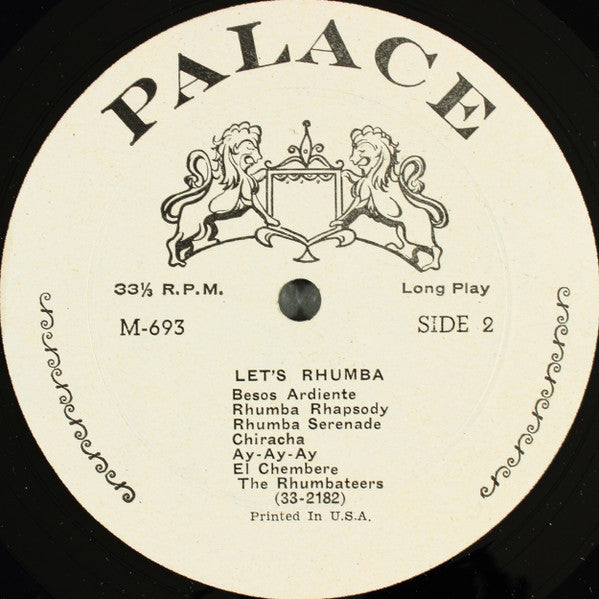 PALACE
33⅓ R.P.M.
Long Play
M-693
SIDE 2
LET'S RHUMBA
Besos Ardiente
Rhumba Rhapsody
Rhumba Serenade
Chiracha
Ay-Ay-Ay
El Chembere
The Rhumbateers
(33-2182)
Printed In U.S.A.